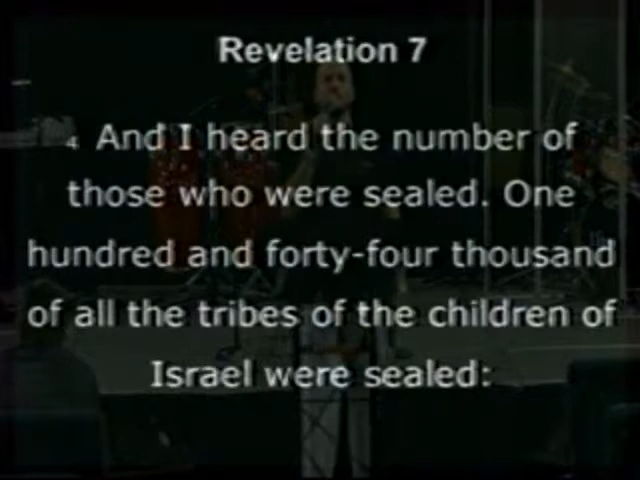 Revelation 7
4 And I heard the number of
those who were sealed. One
hundred and forty-four thousand
of all the tribes of the children of
Israel were sealed: